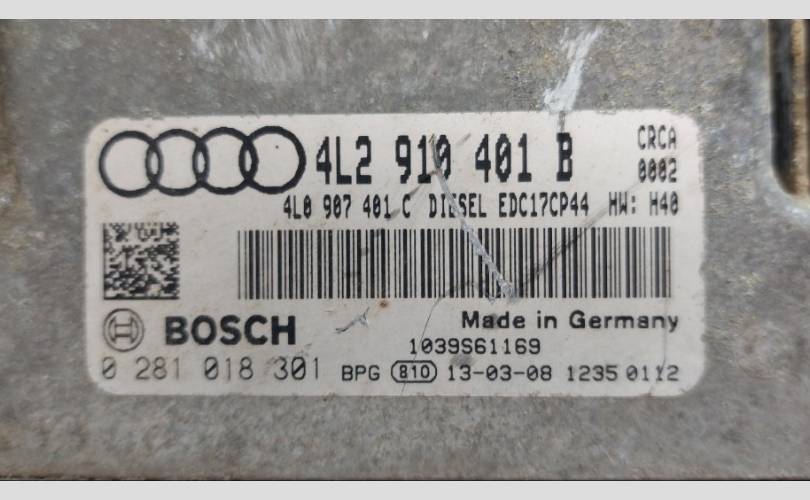 4L2 910 401 B CRCA
0002
4L0 907 401 C DIESEL EDC17CP44 HW: H40
BOSCH Made in Germany
1039S61169
0 281 018 301 BPG 810 13-03-08 1235 0112